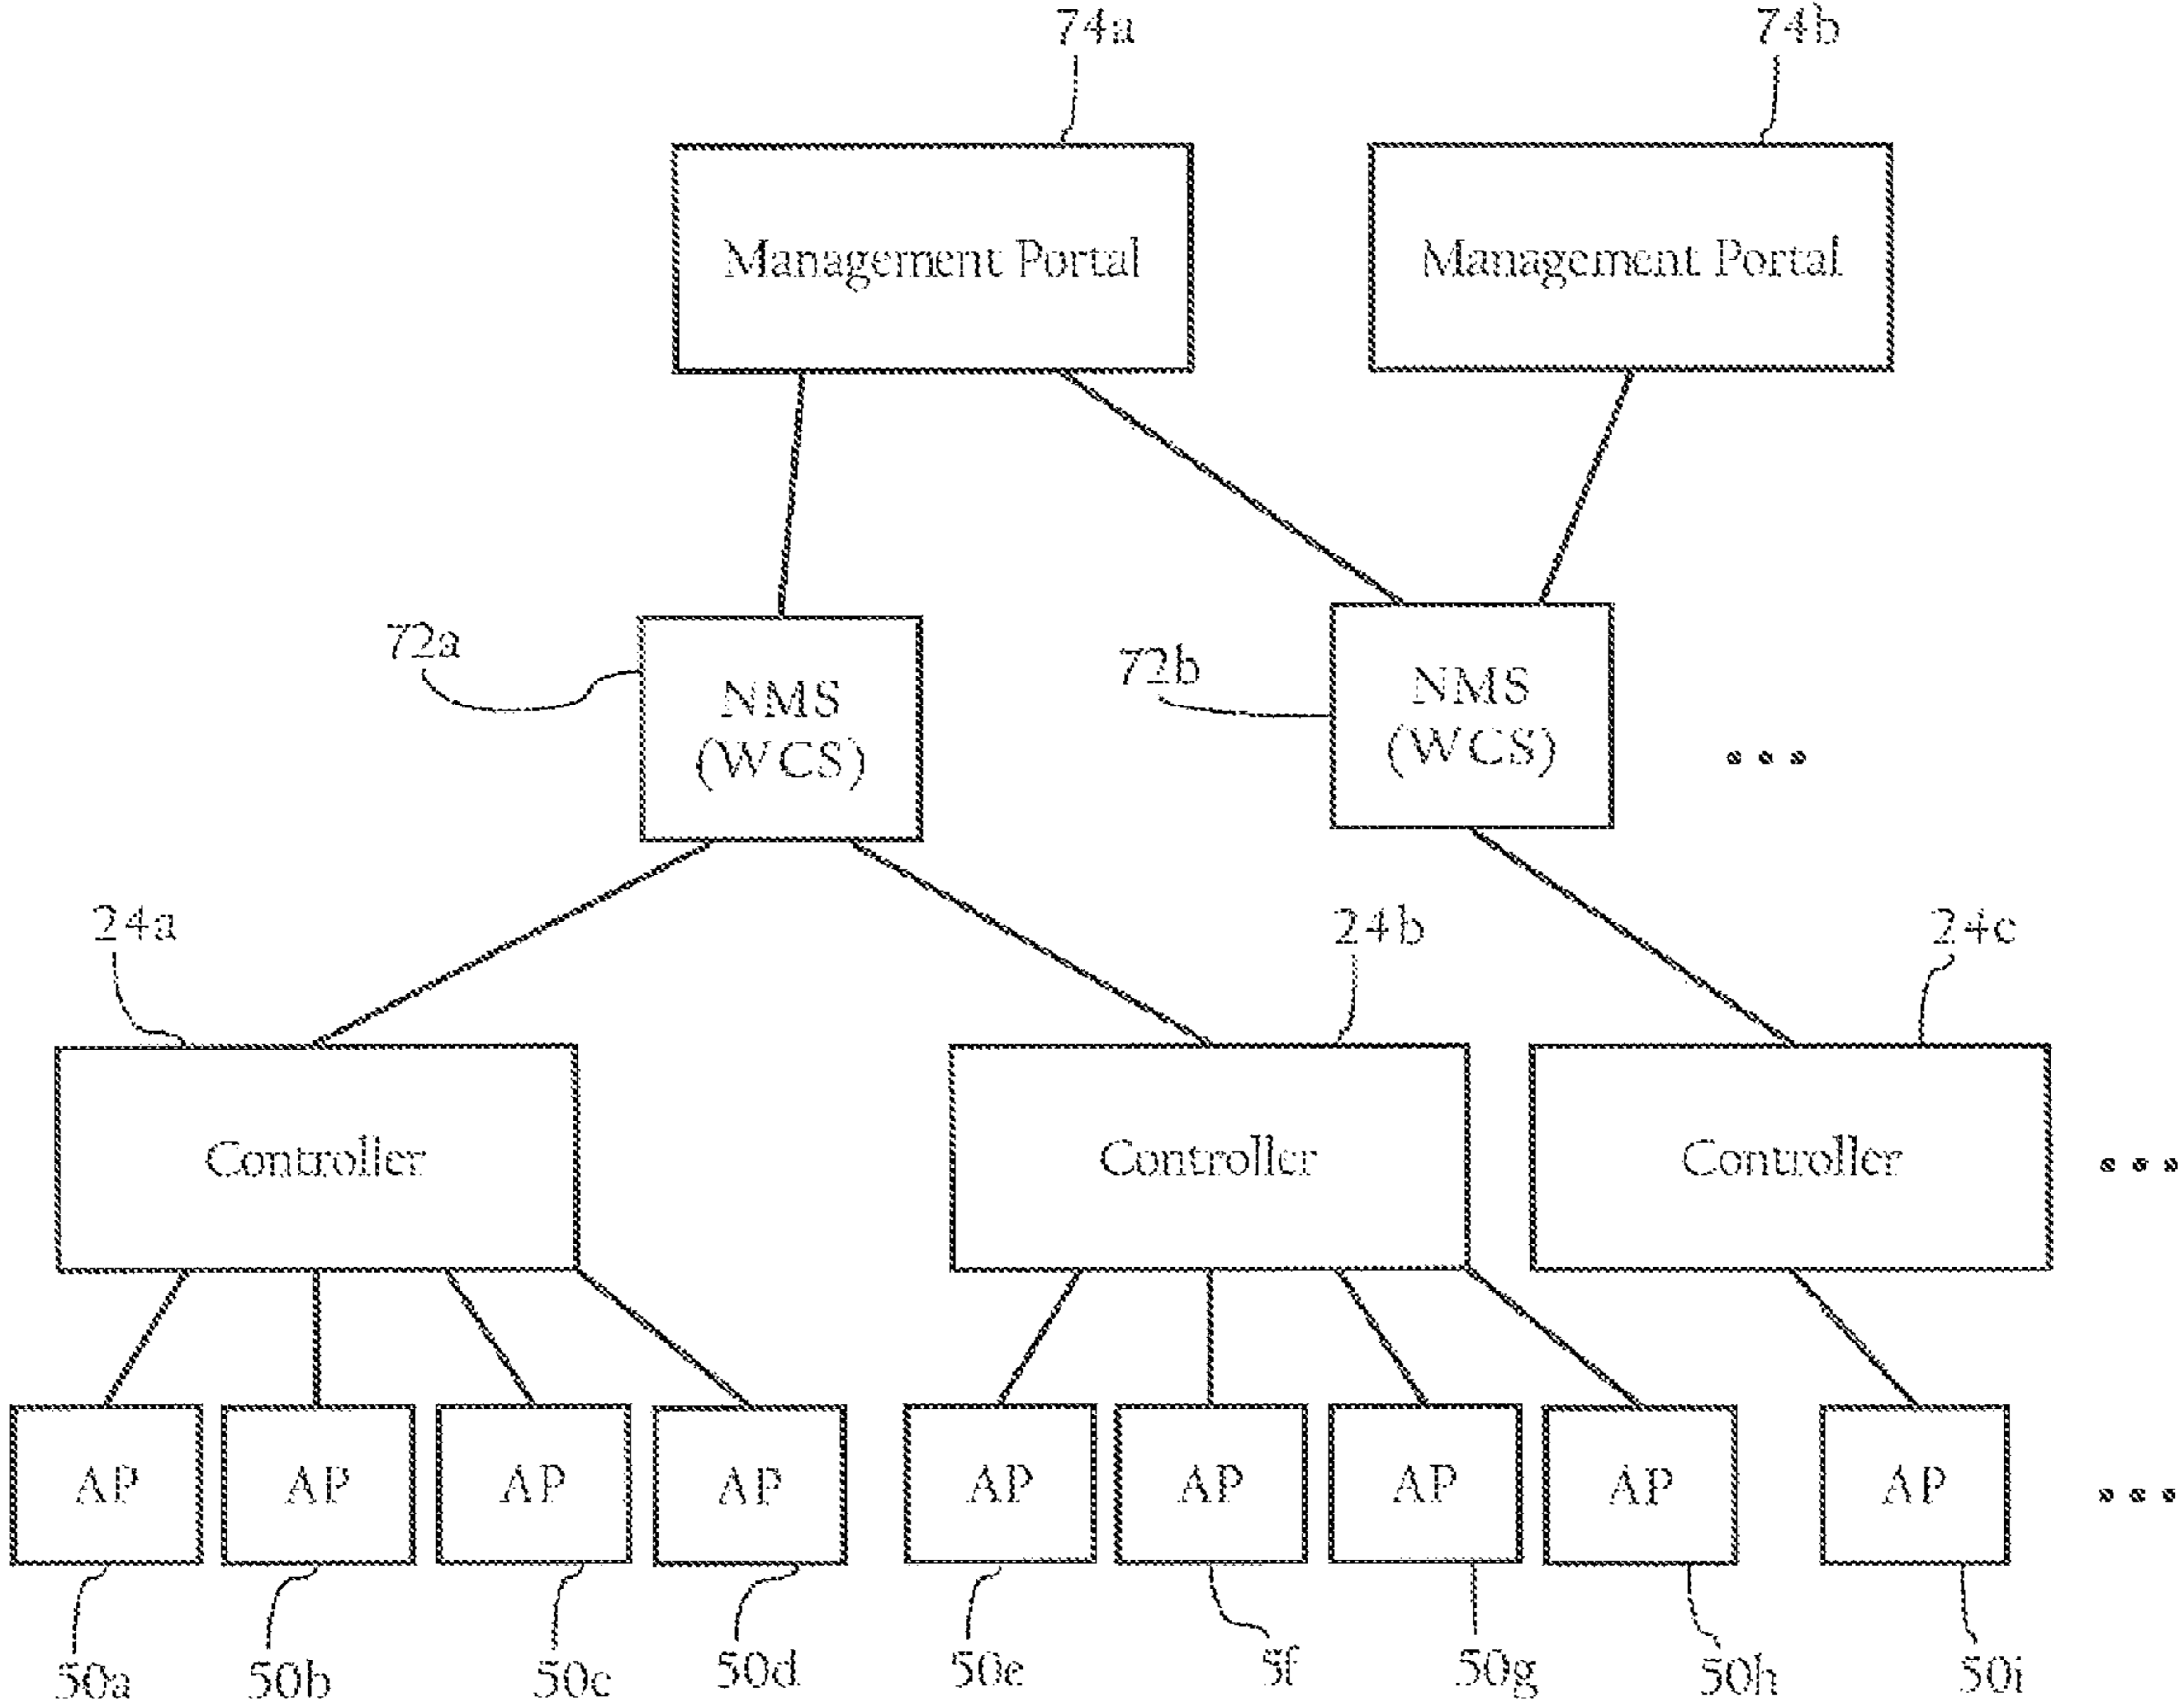 74a
74b
Management Portal
Management Portal
72a
NMS
(WCS)
72b
NMS
(WCS)
24a
24b
24c
Controller
Controller
Controller
AP
AP
AP
AP
AP
AP
AP
AP
AP
50a
50b
50c
50d
50e
5f
50g
50h
50i